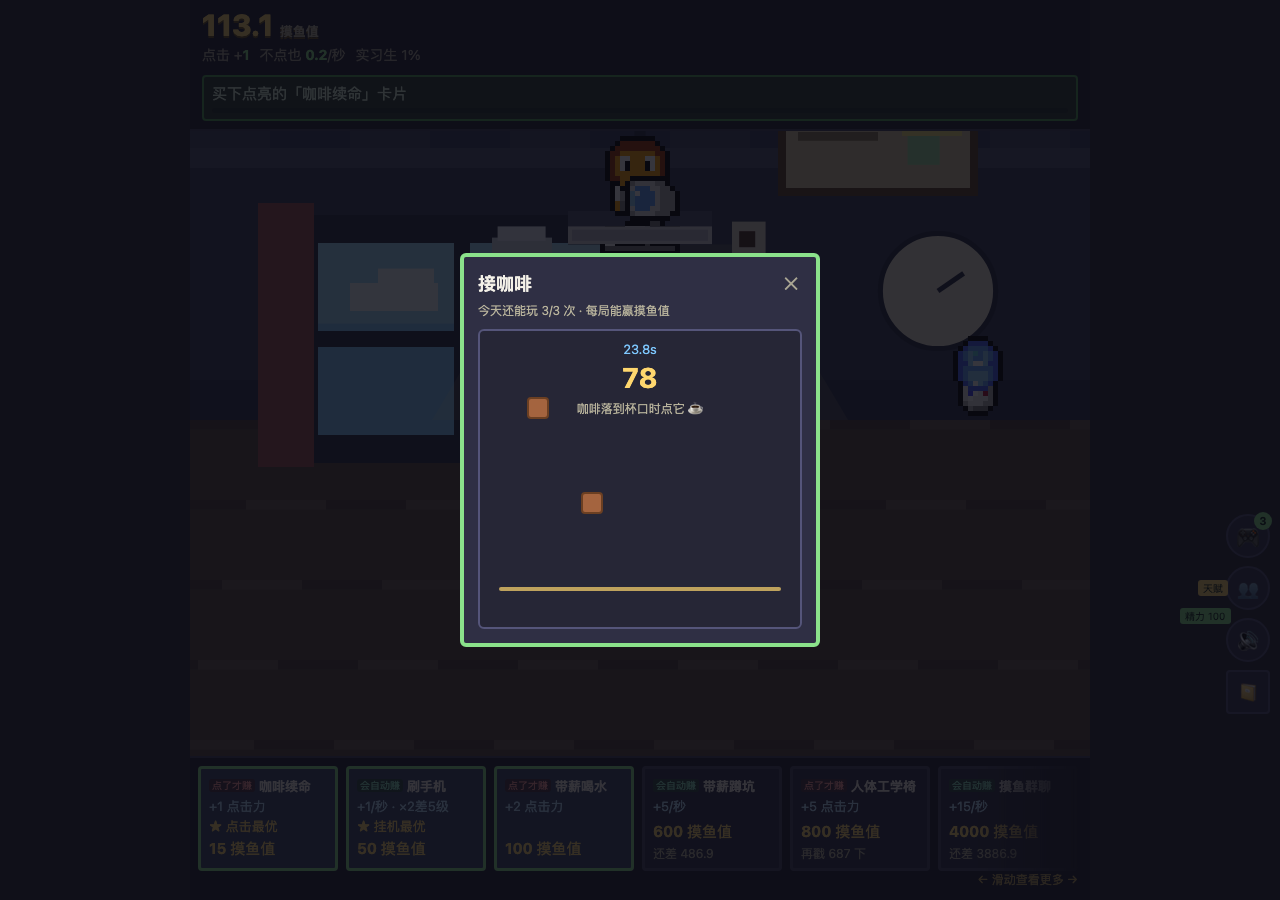 113.1 摸鱼值
点击 +1 不点也 0.2/秒 实习生 1%
买下点亮的「咖啡续命」卡片
接咖啡
今天还能玩 3/3 次 · 每局能赢摸鱼值
23.8s
78
咖啡落到杯口时点它 ☕
3
天赋
精力 100
点了才赚 咖啡续命
+1 点击力
★ 点击最优
15 摸鱼值
会自动赚 刷手机
+1/秒 · ×2差5级
★ 挂机最优
50 摸鱼值
点了才赚 带薪喝水
+2 点击力
100 摸鱼值
会自动赚 带薪蹲坑
+5/秒
600 摸鱼值
还差 486.9
点了才赚 人体工学椅
+5 点击力
800 摸鱼值
再戳 687 下
会自动赚 摸鱼群聊
+15/秒
4000 摸鱼值
还差 3886.9
← 滑动查看更多 →